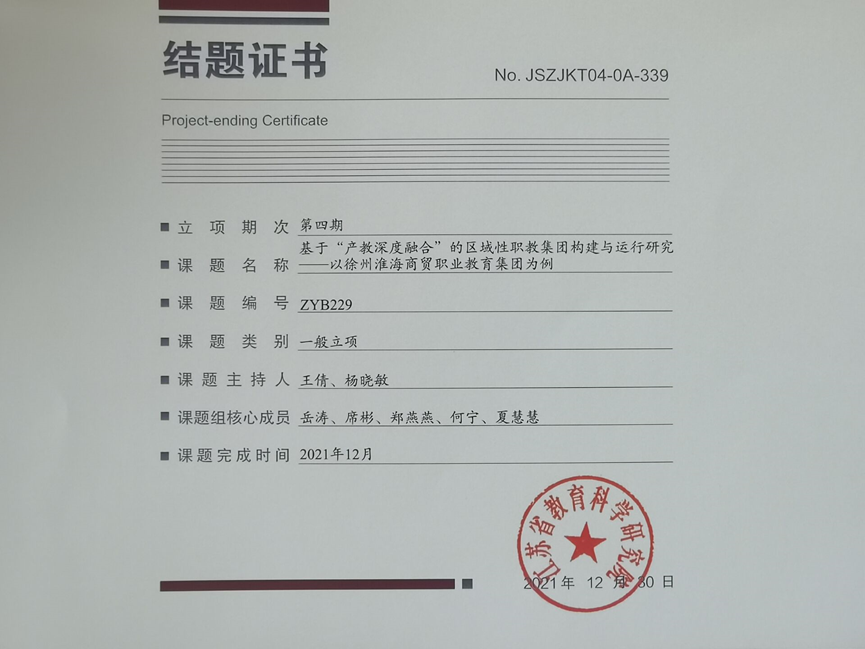 结题证书
No. JSZJKT04-0A-339
Project-ending Certificate
立项期次 第四期
课题名称 基于“产教深度融合”的区域性职教集团构建与运行研究
——以徐州淮海商贸职业教育集团为例
课题编号 ZYB229
课题类别 一般立项
课题主持人 王倩、杨晓敏
课题组核心成员 岳涛、席彬、郑燕燕、何宁、夏慧慧
课题完成时间 2021年12月
江苏省教育科学研究院
2021年 12 月 30 日